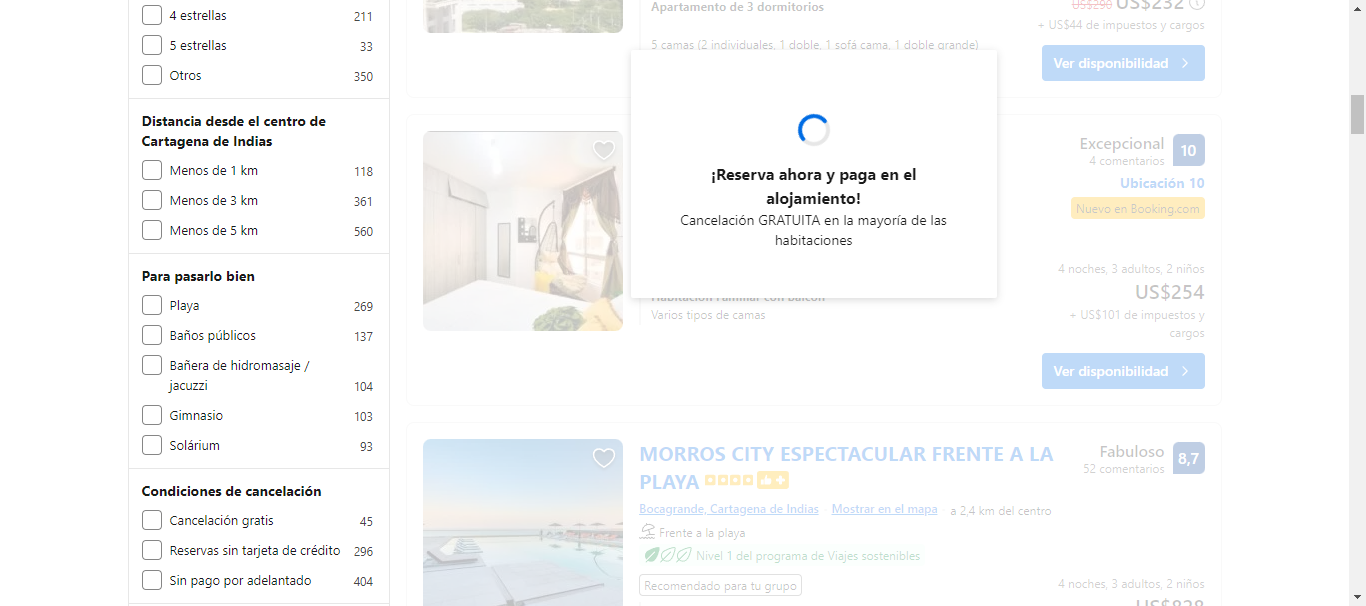 4 estrellas 211
5 estrellas 33
Otros 350
Distancia desde el centro de
Cartagena de Indias
Menos de 1 km 118
Menos de 3 km 361
Menos de 5 km 560
Para pasarlo bien
Playa 269
Baños públicos 137
Bañera de hidromasaje /
jacuzzi 104
Gimnasio 103
Solárium 93
Condiciones de cancelación
Cancelación gratis 45
Reservas sin tarjeta de crédito 296
Sin pago por adelantado 404
Apartamento de 3 dormitorios
US$290 US$232
+ US$44 de impuestos y cargos
5 camas (2 individuales, 1 doble, 1 sofá cama, 1 doble grande)
Ver disponibilidad
¡Reserva ahora y paga en el
alojamiento!
Cancelación GRATUITA en la mayoría de las
habitaciones
Excepcional 10
4 comentarios
Ubicación 10
Nuevo en Booking.com
Habitación Familiar con balcón
Varios tipos de camas
4 noches, 3 adultos, 2 niños
US$254
+ US$101 de impuestos y
cargos
Ver disponibilidad
MORROS CITY ESPECTACULAR FRENTE A LA
PLAYA
Fabuloso 8,7
52 comentarios
Bocagrande, Cartagena de Indias Mostrar en el mapa a 2,4 km del centro
Frente a la playa
Nivel 1 del programa de Viajes sostenibles
Recomendado para tu grupo
4 noches, 3 adultos, 2 niños
US$828